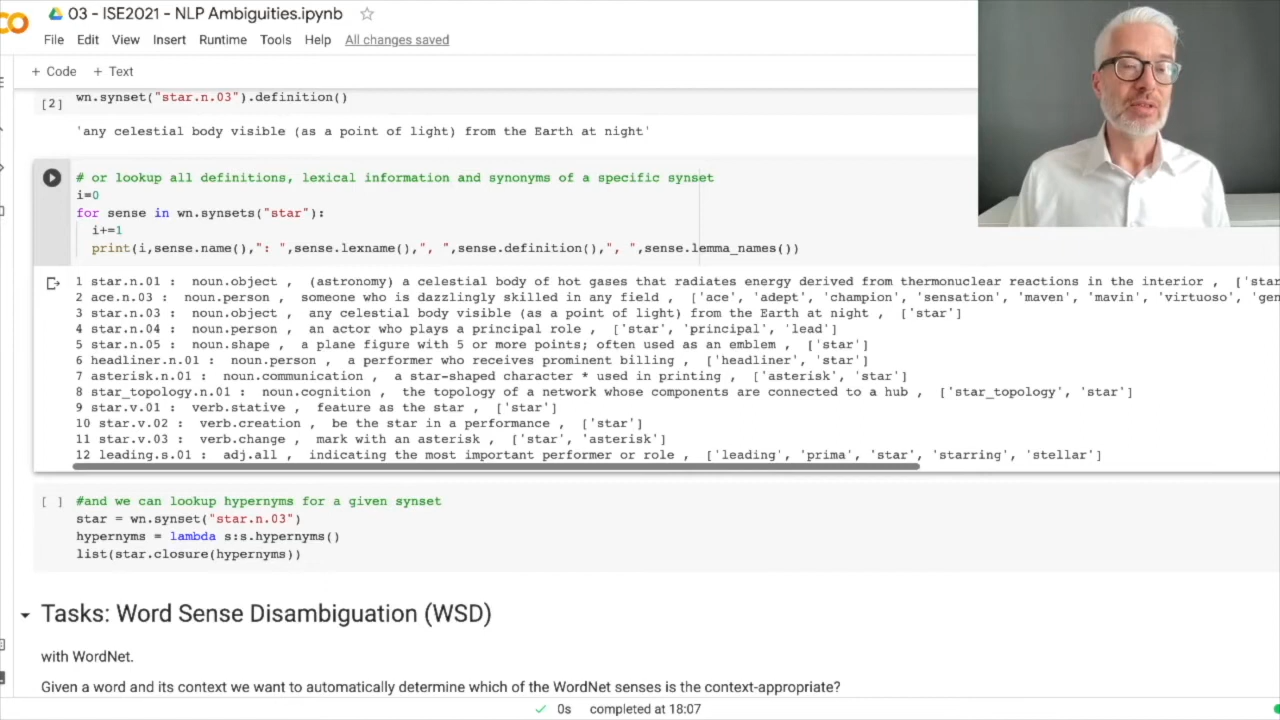 03 - ISE2021 - NLP Ambiguities.ipynb
File Edit View Insert Runtime Tools Help All changes saved
+ Code + Text
[2] wn.synset("star.n.03").definition()
'any celestial body visible (as a point of light) from the Earth at night'
# or lookup all definitions, lexical information and synonyms of a specific synset
i=0
for sense in wn.synsets("star"):
i+=1
print(i,sense.name(),": ",sense.lexname(),", ",sense.definition(),", ",sense.lemma_names())
1 star.n.01 : noun.object , (astronomy) a celestial body of hot gases that radiates energy derived from thermonuclear reactions in the interior , ['star
2 ace.n.03 : noun.person , someone who is dazzlingly skilled in any field , ['ace', 'adept', 'champion', 'sensation', 'maven', 'mavin', 'virtuoso', 'gen
3 star.n.03 : noun.object , any celestial body visible (as a point of light) from the Earth at night , ['star']
4 star.n.04 : noun.person , an actor who plays a principal role , ['star', 'principal', 'lead']
5 star.n.05 : noun.shape , a plane figure with 5 or more points; often used as an emblem , ['star']
6 headliner.n.01 : noun.person , a performer who receives prominent billing , ['headliner', 'star']
7 asterisk.n.01 : noun.communication , a star-shaped character * used in printing , ['asterisk', 'star']
8 star_topology.n.01 : noun.cognition , the topology of a network whose components are connected to a hub , ['star_topology', 'star']
9 star.v.01 : verb.stative , feature as the star , ['star']
10 star.v.02 : verb.creation , be the star in a performance , ['star']
11 star.v.03 : verb.change , mark with an asterisk , ['star', 'asterisk']
12 leading.s.01 : adj.all , indicating the most important performer or role , ['leading', 'prima', 'star', 'starring', 'stellar']
[ ] #and we can lookup hypernyms for a given synset
star = wn.synset("star.n.03")
hypernyms = lambda s:s.hypernyms()
list(star.closure(hypernyms))
Tasks: Word Sense Disambiguation (WSD)
with WordNet.
Given a word and its context we want to automatically determine which of the WordNet senses is the context-appropriate?
0s completed at 18:07